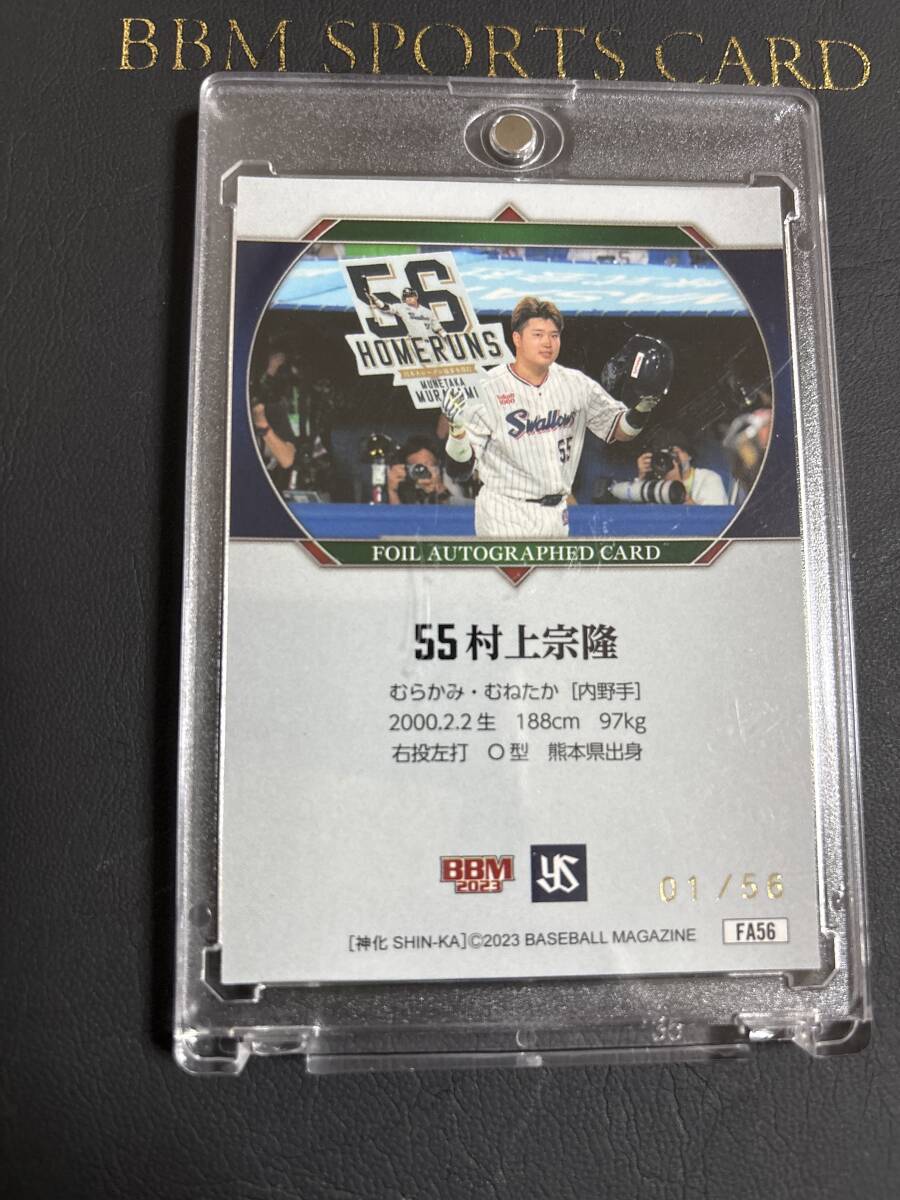 BBM SPORTS CARD
56
HOMERUNS
MUNETAKA
MURAKAMI
Yakult
1000
Swallows
55
FOIL AUTOGRAPHED CARD
55 村上宗隆
むらかみ・むねたか [内野手]
2000.2.2生 188cm 97kg
右投左打 O型 熊本県出身
BBM
2023
YS
01/56
[神化 SHIN-KA]©2023 BASEBALL MAGAZINE
FA56